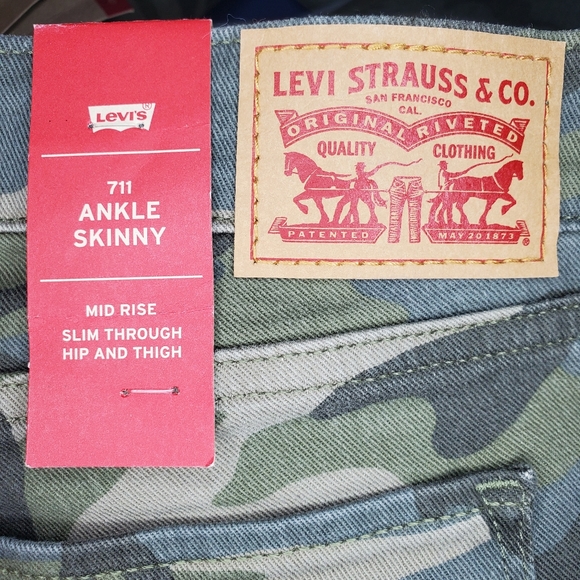 LEVI'S®
711
ANKLE
SKINNY
MID RISE
SLIM THROUGH
HIP AND THIGH
LEVI STRAUSS & CO.
SAN FRANCISCO
CAL.
ORIGINAL RIVETED
QUALITY CLOTHING
PATENTED MAY 20 1873
®